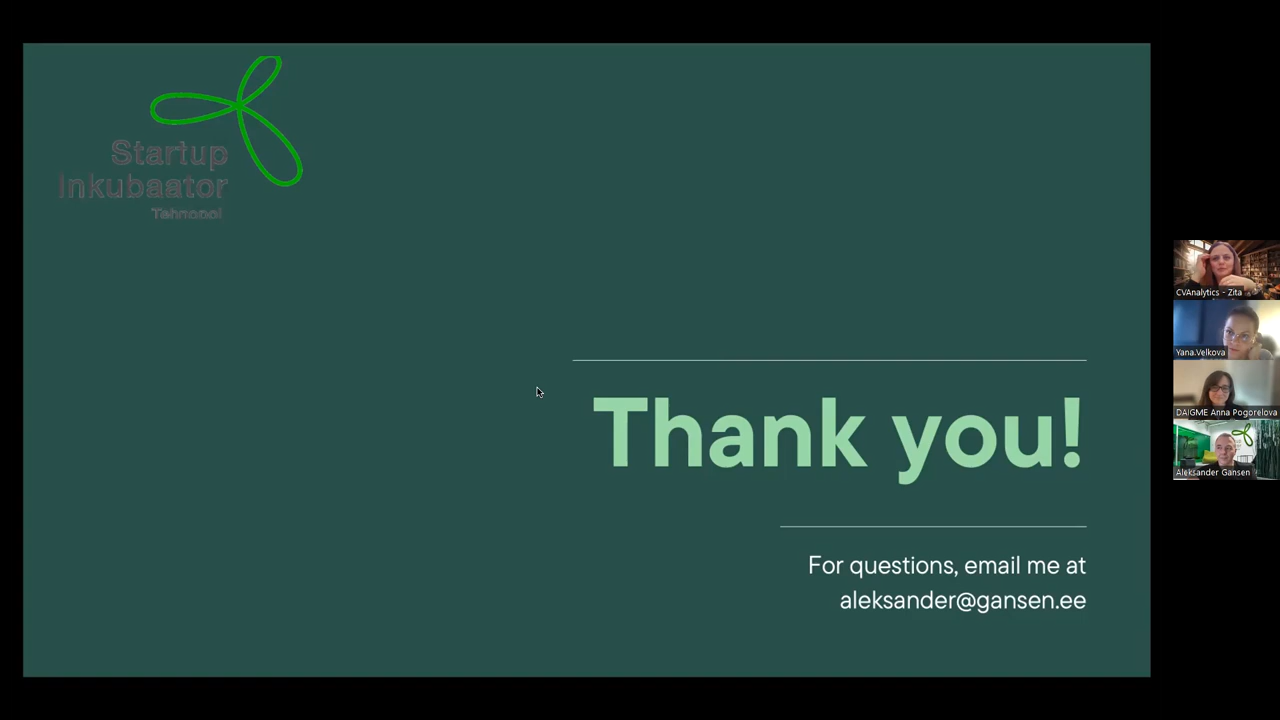 Startup
Inkubaator
Tehnopol
Thank you!
For questions, email me at
aleksander@gansen.ee
CVAnalytics - Zita
Yana.Velkova
DAIGME Anna Pogorelova
Aleksander Gansen